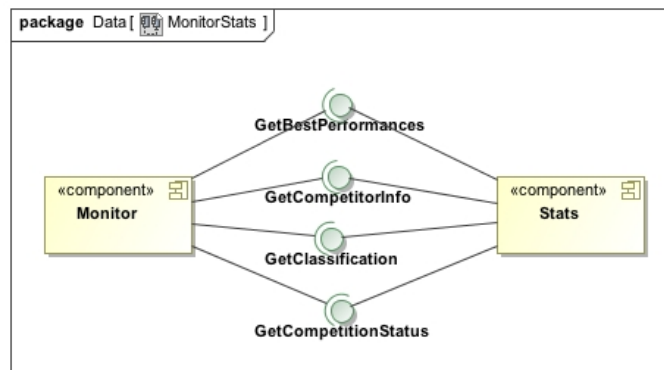 package Data [ MonitorStats ]
GetBestPerformances
«component»
Monitor
GetCompetitorInfo
«component»
Stats
GetClassification
GetCompetitionStatus